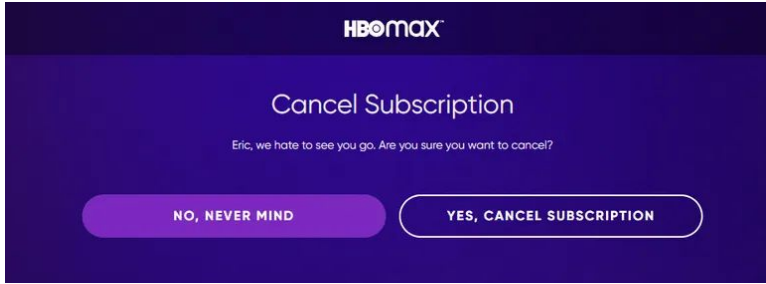 HBOmax
Cancel Subscription
Eric, we hate to see you go. Are you sure you want to cancel?
NO, NEVER MIND
YES, CANCEL SUBSCRIPTION